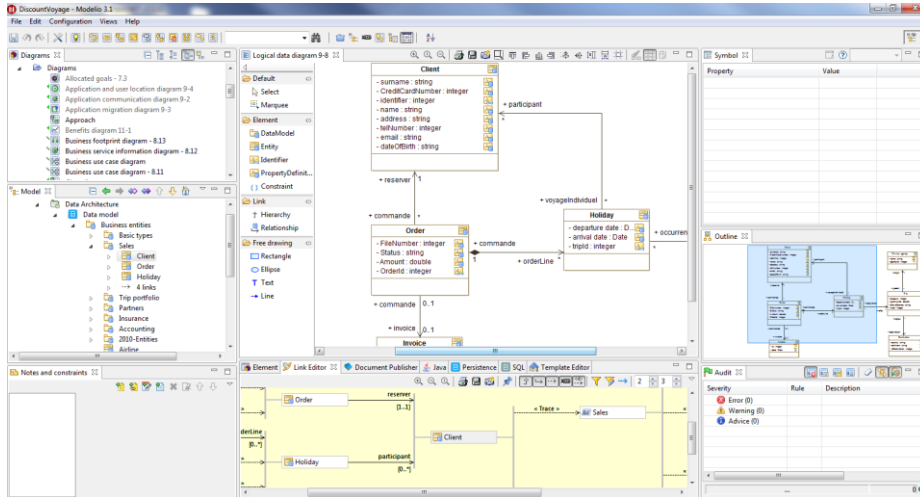 DiscountVoyage - Modelio 3.1
File Edit Configuration Views Help
Diagrams
Diagrams
Allocated goals - 7.3
Application and user location diagram 9-4
Application communication diagram 9-2
Application migration diagram 9-3
Approach
Benefits diagram 11-1
Business footprint diagram - 8.13
Business service information diagram - 8.12
Business use case diagram
Business use case diagram - 8.11
Model
Data Architecture
Data model
Business entities
Basic types
Sales
Client
Order
Holiday
4 links
Trip portfolio
Partners
Insurance
Accounting
2010-Entities
Airline
Notes and constraints
Logical data diagram 9-8
Default
Select
Marquee
Element
DataModel
Entity
Identifier
PropertyDefinit...
{ } Constraint
Link
Hierarchy
Relationship
Free drawing
Rectangle
Ellipse
T Text
Line
Client
- surname : string
- CreditCardNumber : integer
- identifier : integer
- name : string
- address : string
- telNumber : integer
- email : string
- dateOfBirth : string
+ participant
*
+ reserver 1
+ voyageIndividuel *
+ commande *
Order
- FileNumber : integer
- Status : string
- Amount : double
- OrderId : integer
+ commande
1
+ orderLine
*
Holiday
- departure date : D...
- arrival date : Date
- tripId : integer
+ occurren
*
+ commande 0..1
+ invoice 0..1
Invoice
Element Link Editor Document Publisher Java Persistence SQL Template Editor
2 3
Order
reserver
[1..1]
derLine
[0..*]
Client
« Trace »
Sales
Holiday
participant
[0..*]
Symbol
Property Value
Outline
Audit
Severity Rule Description
Error (0)
Warning (0)
Advice (0)
...